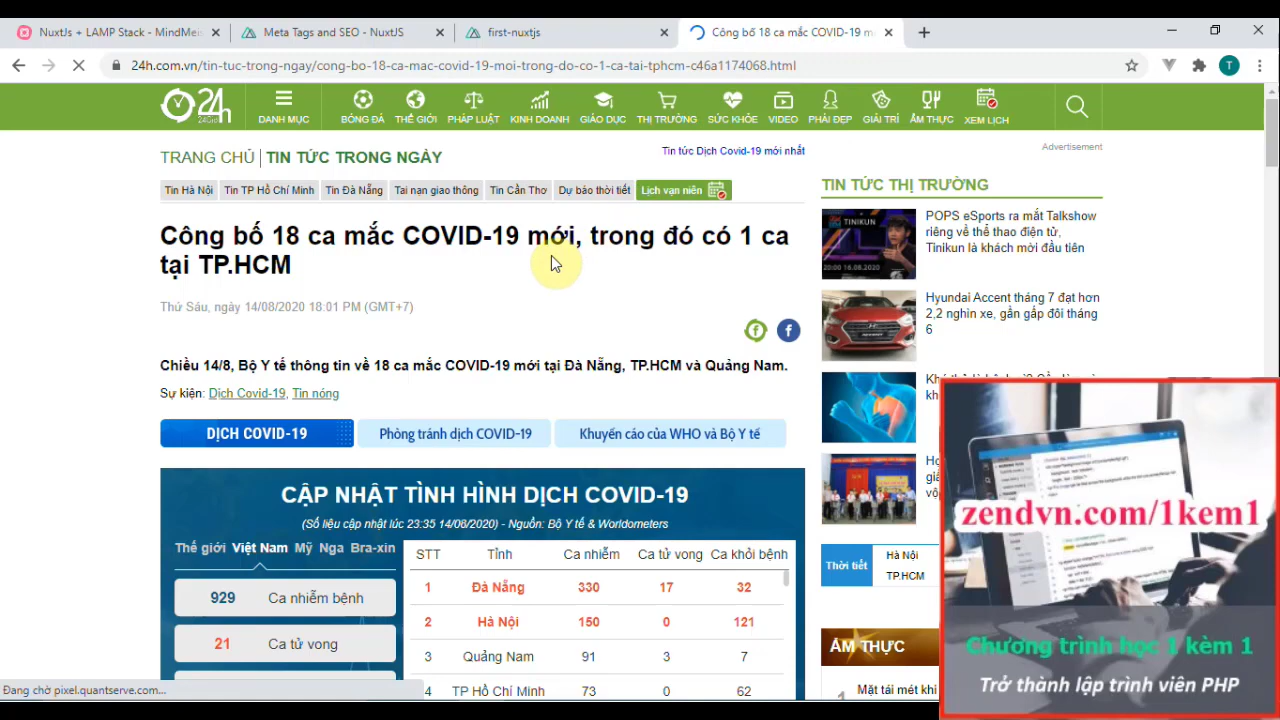 NuxtJs + LAMP Stack - MindMeis
Meta Tags and SEO - NuxtJS
first-nuxtjs
Công bố 18 ca mắc COVID-19 m
24h.com.vn/tin-tuc-trong-ngay/cong-bo-18-ca-mac-covid-19-moi-trong-do-co-1-ca-tai-tphcm-c46a1174068.html
T
24h
DANH MỤC
BÓNG ĐÁ
THẾ GIỚI
PHÁP LUẬT
KINH DOANH
GIÁO DỤC
THỊ TRƯỜNG
SỨC KHỎE
VIDEO
PHÁI ĐẸP
GIẢI TRÍ
ẨM THỰC
XEM LỊCH
TRANG CHỦ | TIN TỨC TRONG NGÀY
Tin tức Dịch Covid-19 mới nhất
Advertisement
Tin Hà Nội
Tin TP Hồ Chí Minh
Tin Đà Nẵng
Tai nạn giao thông
Tin Cần Thơ
Dự báo thời tiết
Lịch vạn niên
Công bố 18 ca mắc COVID-19 mới, trong đó có 1 ca
tại TP.HCM
Thứ Sáu, ngày 14/08/2020 18:01 PM (GMT+7)
Chiều 14/8, Bộ Y tế thông tin về 18 ca mắc COVID-19 mới tại Đà Nẵng, TP.HCM và Quảng Nam.
Sự kiện: Dịch Covid-19, Tin nóng
DỊCH COVID-19
Phòng tránh dịch COVID-19
Khuyến cáo của WHO và Bộ Y tế
CẬP NHẬT TÌNH HÌNH DỊCH COVID-19
(Số liệu cập nhật lúc 23:35 14/08/2020) - Nguồn: Bộ Y tế & Worldometers
Thế giới Việt Nam Mỹ Nga Bra-xin
929 Ca nhiễm bệnh
21 Ca tử vong
STT Tỉnh Ca nhiễm Ca tử vong Ca khỏi bệnh
1 Đà Nẵng 330 17 32
2 Hà Nội 150 0 121
3 Quảng Nam 91 3 7
4 TP Hồ Chí Minh 73 0 62
TIN TỨC THỊ TRƯỜNG
TINIKUN
20:00 16.08.2020
POPS eSports ra mắt Talkshow
riêng về thể thao điện tử,
Tinikun là khách mời đầu tiên
Hyundai Accent tháng 7 đạt hơn
2,2 nghìn xe, gần gấp đôi tháng
6
Thời tiết
Hà Nội
TP.HCM
ẨM THỰC
1 Mặt tái mét khi
zendvn.com/1kem1
Chương trình học 1 kèm 1
Trở thành lập trình viên PHP
Đang chờ pixel.quantserve.com...